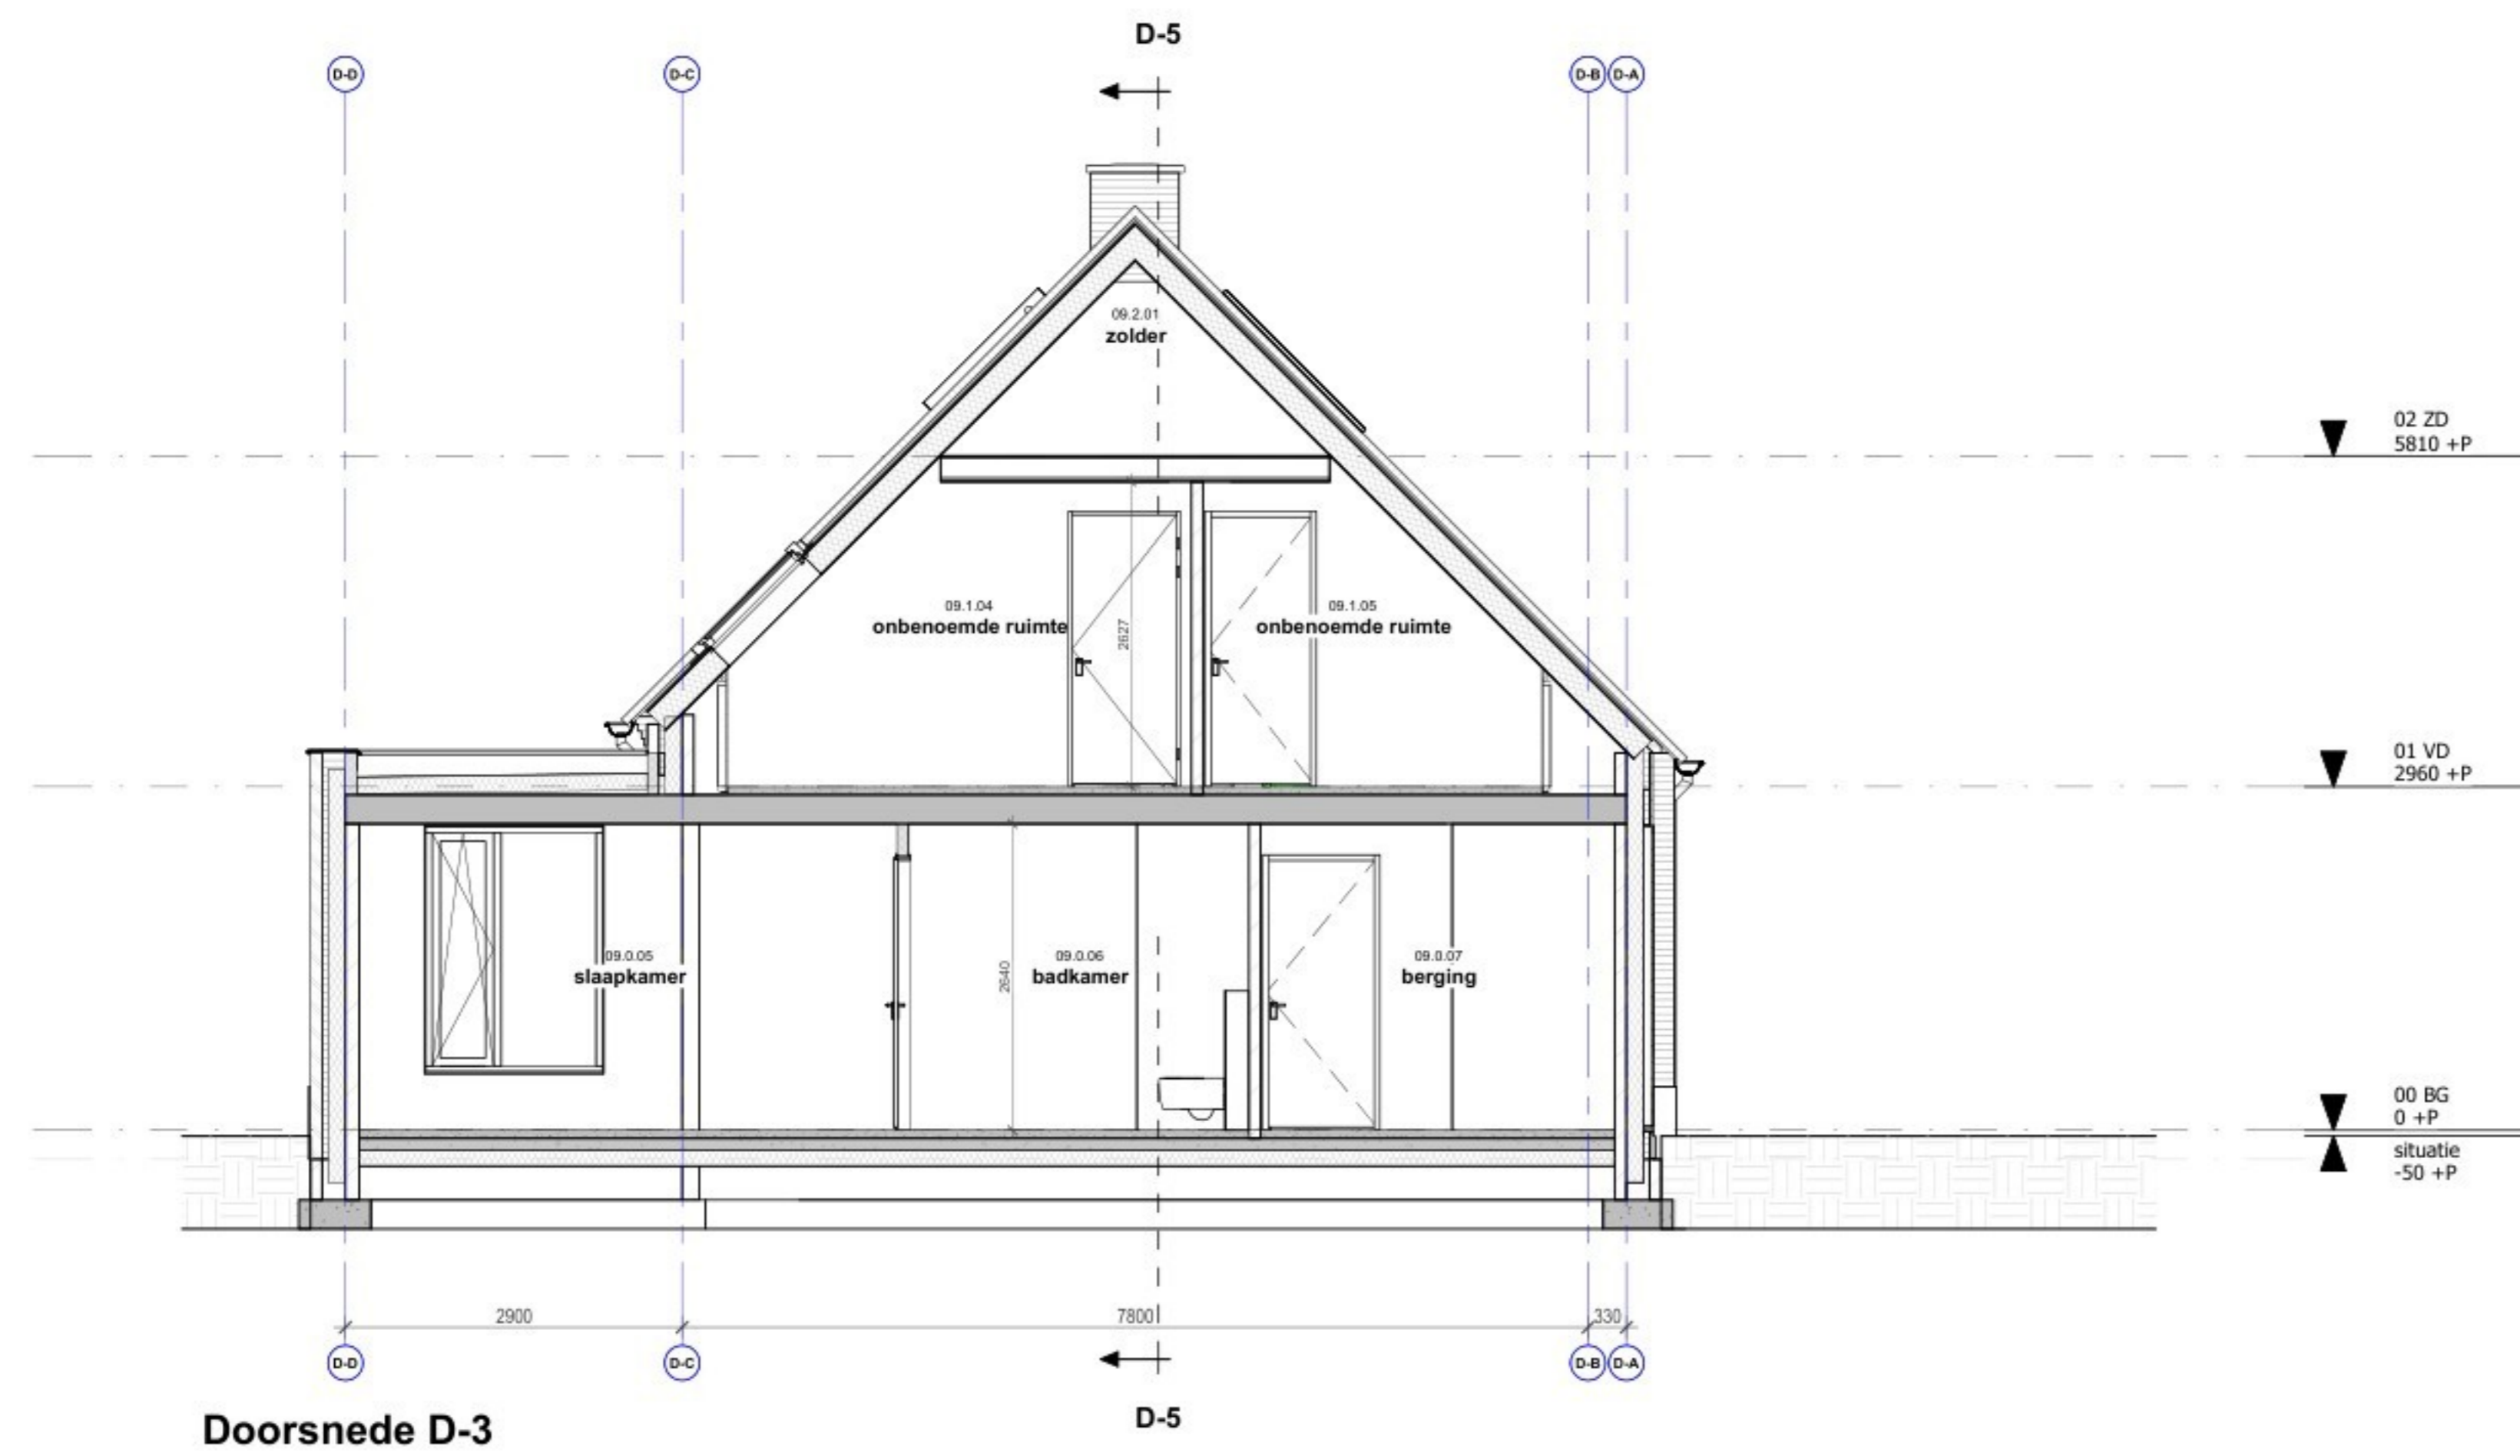 D-5
D-D
D-C
D-B
D-A
09.2.01
zolder
02 ZD
5810 +P
09.1.04
onbenoemde ruimte
2627
09.1.05
onbenoemde ruimte
01 VD
2960 +P
09.0.05
slaapkamer
2640
09.0.06
badkamer
09.0.07
berging
00 BG
0 +P
situatie
-50 +P
2900
7800
330
D-D
D-C
D-B
D-A
D-5
Doorsnede D-3